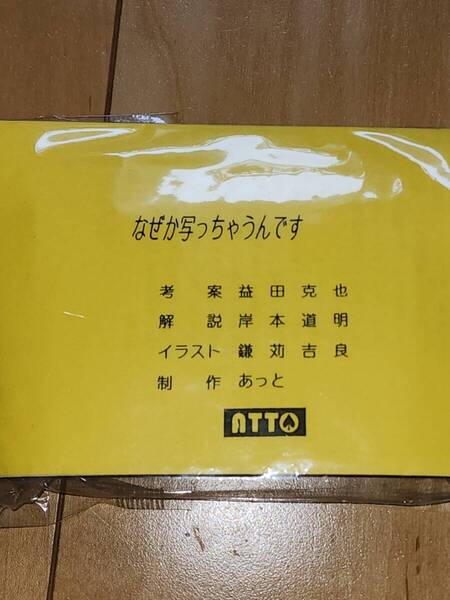 なぜか写っちゃうんです
考案 益田克也
解説 岸本道明
イラスト 鎌苅吉良
制作 あっと
ATTO